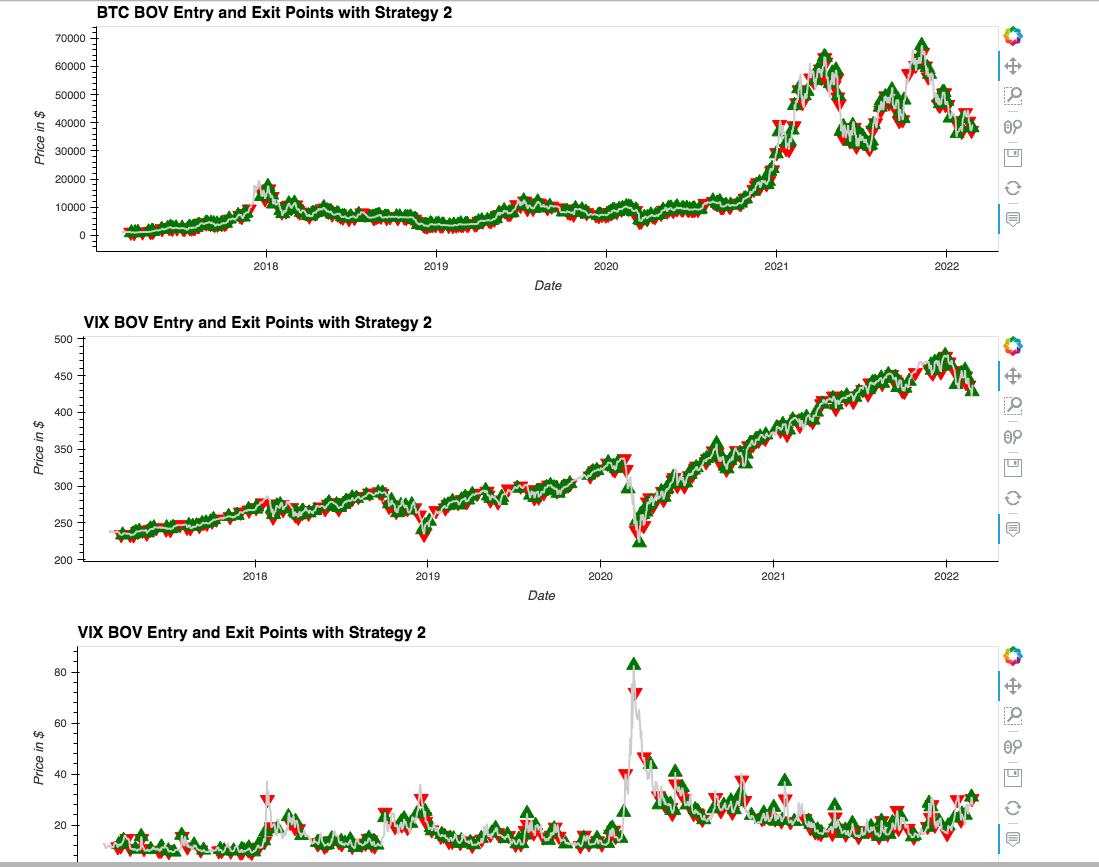 BTC BOV Entry and Exit Points with Strategy 2
70000
60000
50000
40000
30000
20000
10000
0
Price in $
2018 2019 2020 2021 2022
Date
VIX BOV Entry and Exit Points with Strategy 2
500
450
400
350
300
250
200
Price in $
2018 2019 2020 2021 2022
Date
VIX BOV Entry and Exit Points with Strategy 2
80
60
40
20
Price in $